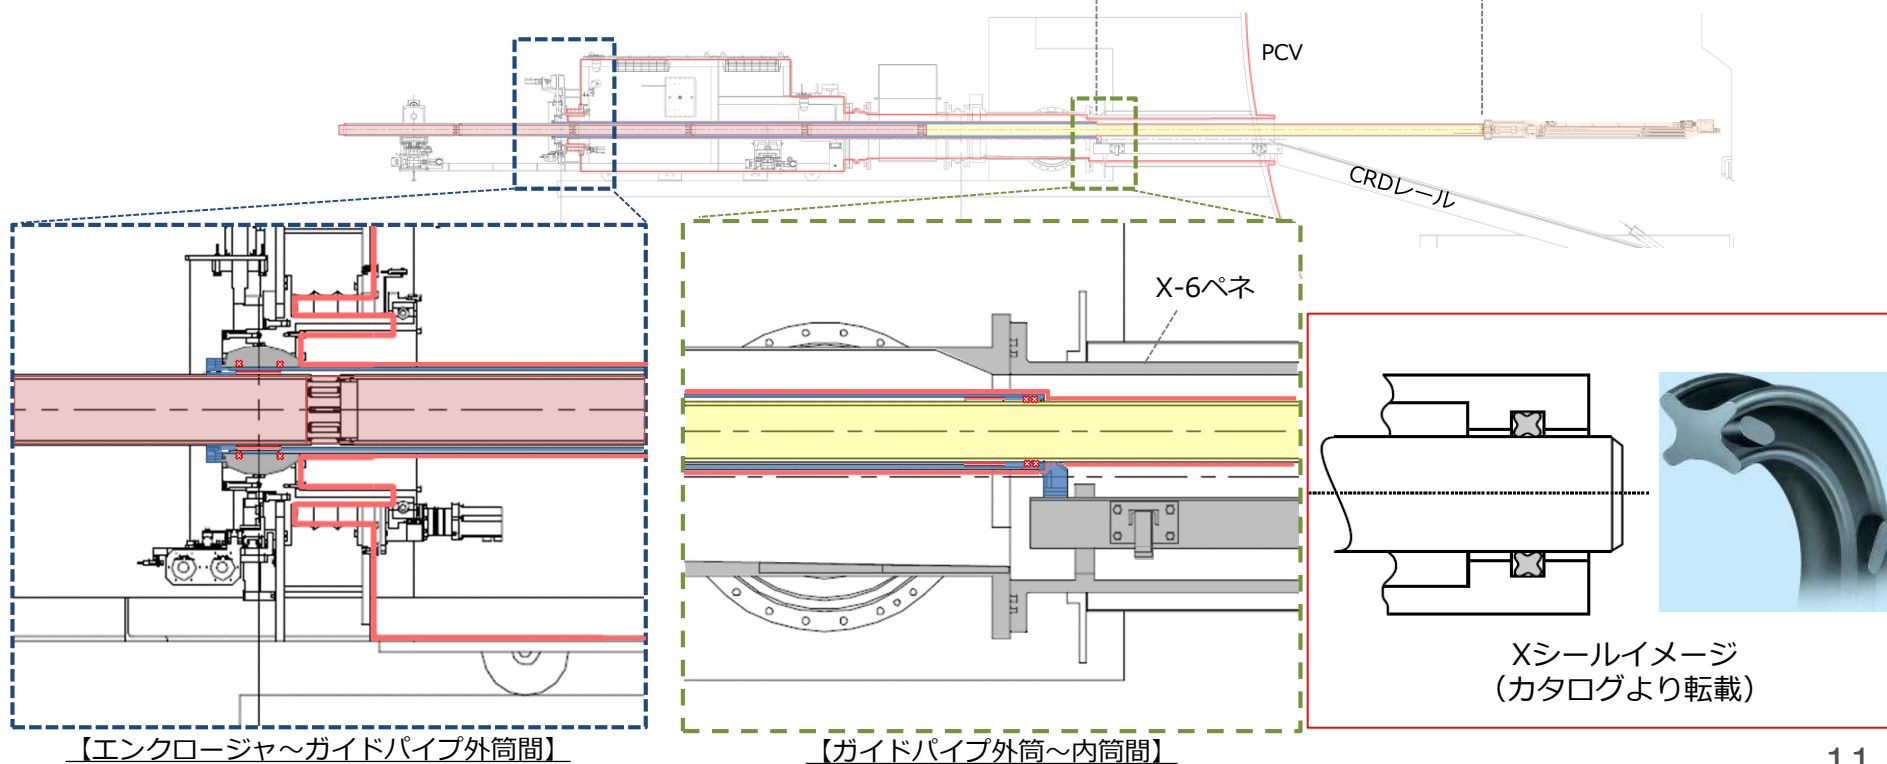 PCV
CRDレール
X-6ペネ
Xシールイメージ
（カタログより転載）
【エンクロージャ～ガイドパイプ外筒間】
【ガイドパイプ外筒～内筒間】
11